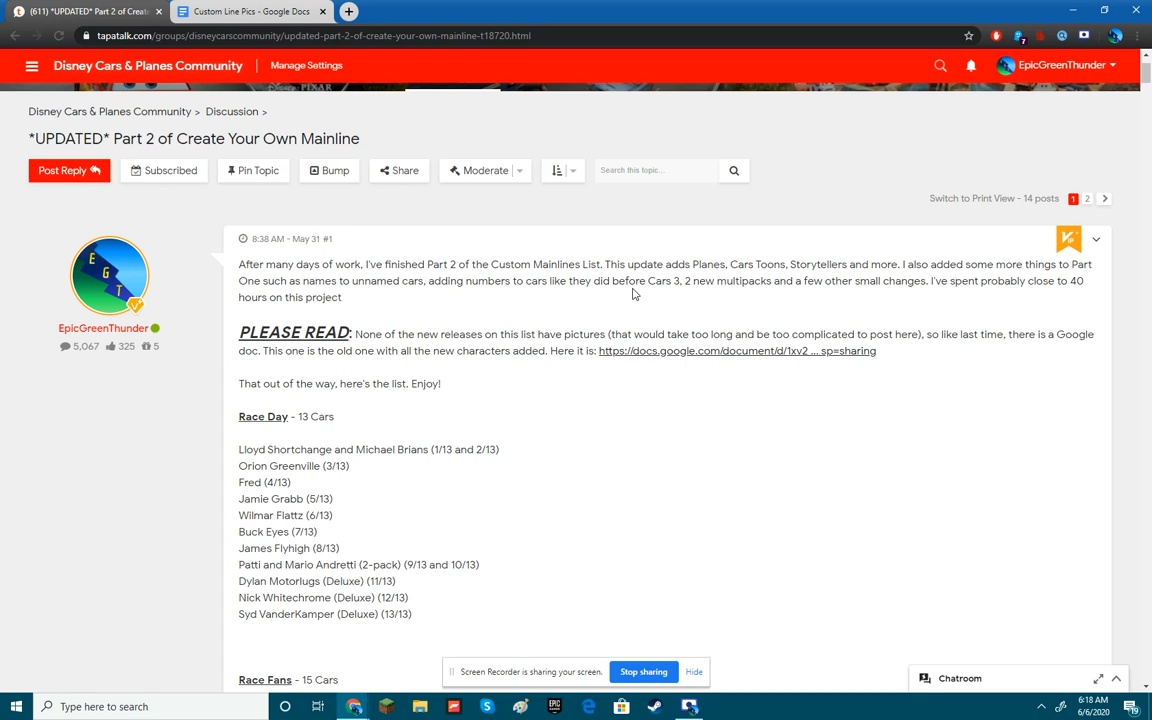 (611) *UPDATED* Part 2 of Create
Custom Line Pics - Google Docs
tapatalk.com/groups/disneycarscommunity/updated-part-2-of-create-your-own-mainline-t18720.html
7
Disney Cars & Planes Community
Manage Settings
EpicGreenThunder
Disney Cars & Planes Community >
Discussion >
*UPDATED* Part 2 of Create Your Own Mainline
Post Reply
Subscribed
Pin Topic
Bump
Share
Moderate
Search this topic...
Switch to Print View - 14 posts
1
2
8:38 AM - May 31 #1
VIP
E
G
T
EpicGreenThunder
5,067
325
5
After many days of work, I've finished Part 2 of the Custom Mainlines List. This update adds Planes, Cars Toons, Storytellers and more. I also added some more things to Part
One such as names to unnamed cars, adding numbers to cars like they did before Cars 3, 2 new multipacks and a few other small changes. I've spent probably close to 40
hours on this project
PLEASE READ: None of the new releases on this list have pictures (that would take too long and be too complicated to post here), so like last time, there is a Google
doc. This one is the old one with all the new characters added. Here it is: https://docs.google.com/document/d/1xv2 ... sp=sharing
That out of the way, here's the list. Enjoy!
Race Day - 13 Cars
Lloyd Shortchange and Michael Brians (1/13 and 2/13)
Orion Greenville (3/13)
Fred (4/13)
Jamie Grabb (5/13)
Wilmar Flattz (6/13)
Buck Eyes (7/13)
James Flyhigh (8/13)
Patti and Mario Andretti (2-pack) (9/13 and 10/13)
Dylan Motorlugs (Deluxe) (11/13)
Nick Whitechrome (Deluxe) (12/13)
Syd VanderKamper (Deluxe) (13/13)
Race Fans - 15 Cars
Screen Recorder is sharing your screen.
Stop sharing
Hide
Chatroom
Type here to search
EPIC
6:18 AM
6/6/2020
19